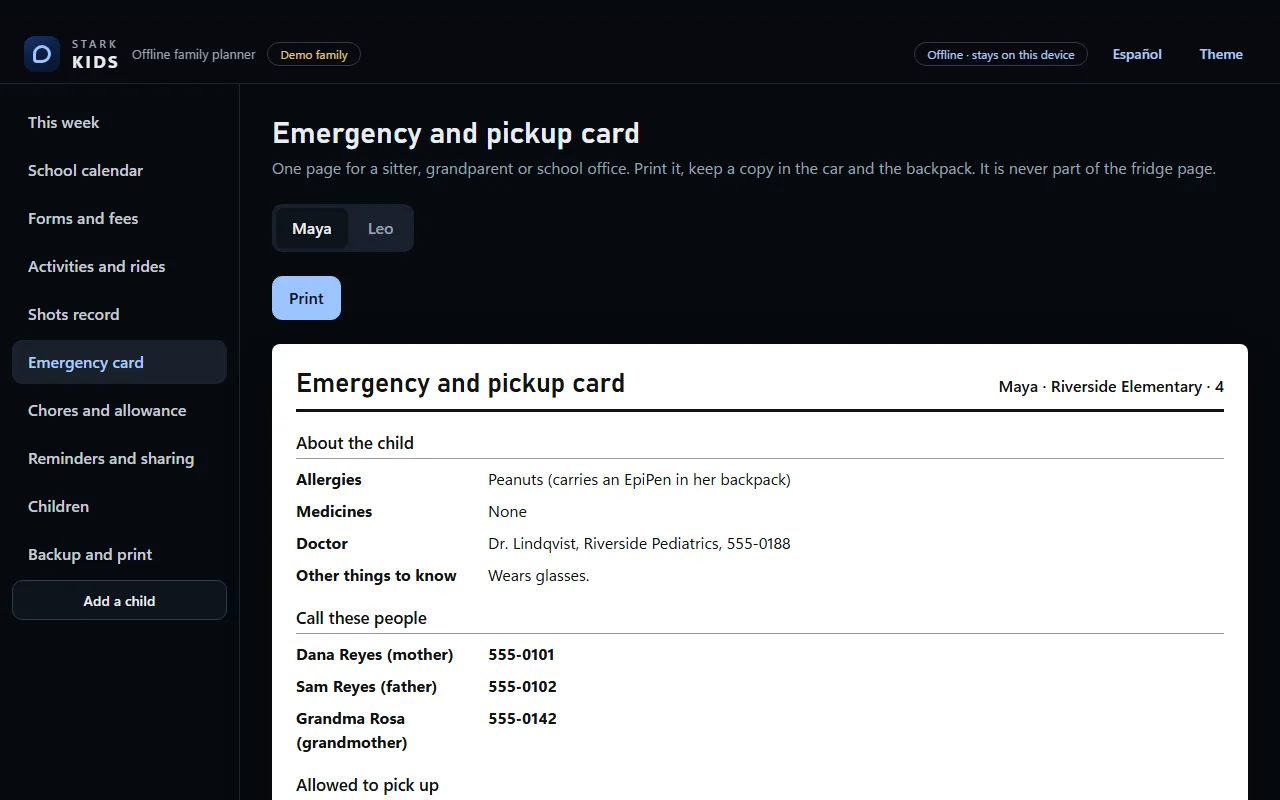 STARK
KIDS
Offline family planner
Demo family
Offline · stays on this device
Español
Theme
This week
School calendar
Forms and fees
Activities and rides
Shots record
Emergency card
Chores and allowance
Reminders and sharing
Children
Backup and print
Add a child
Emergency and pickup card
One page for a sitter, grandparent or school office. Print it, keep a copy in the car and the backpack. It is never part of the fridge page.
Maya
Leo
Print
Emergency and pickup card
Maya · Riverside Elementary · 4
About the child
Allergies Peanuts (carries an EpiPen in her backpack)
Medicines None
Doctor Dr. Lindqvist, Riverside Pediatrics, 555-0188
Other things to know Wears glasses.
Call these people
Dana Reyes (mother) 555-0101
Sam Reyes (father) 555-0102
Grandma Rosa 555-0142
(grandmother)
Allowed to pick up